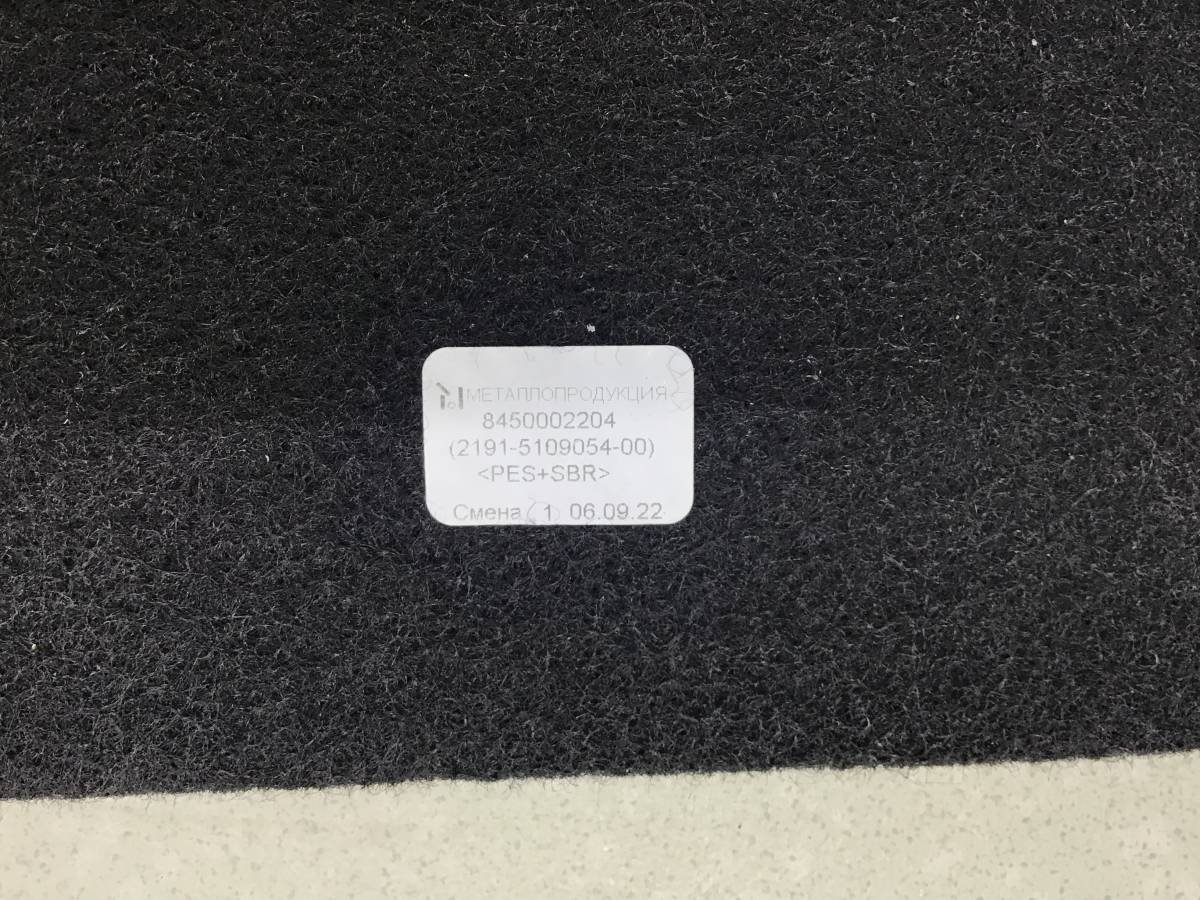 МЕТАЛЛОПРОДУКЦИЯ
8450002204
(2191-5109054-00)
<PES+SBR>
Смена 1 06.09.22